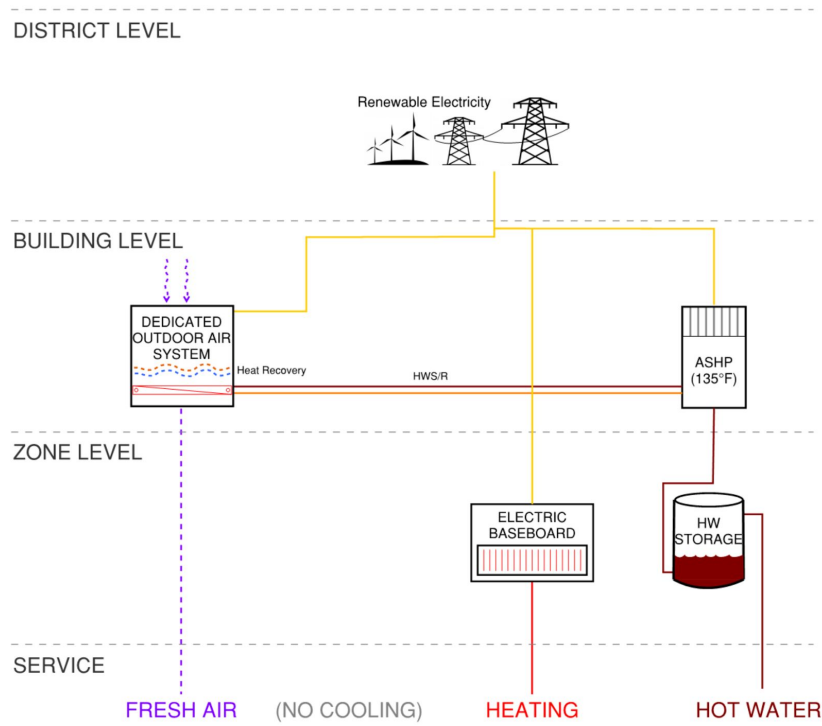 DISTRICT LEVEL
Renewable Electricity
BUILDING LEVEL
DEDICATED
OUTDOOR AIR
SYSTEM
Heat Recovery
HWS/R
ASHP
(135°F)
ZONE LEVEL
ELECTRIC
BASEBOARD
HW
STORAGE
SERVICE
FRESH AIR
(NO COOLING)
HEATING
HOT WATER